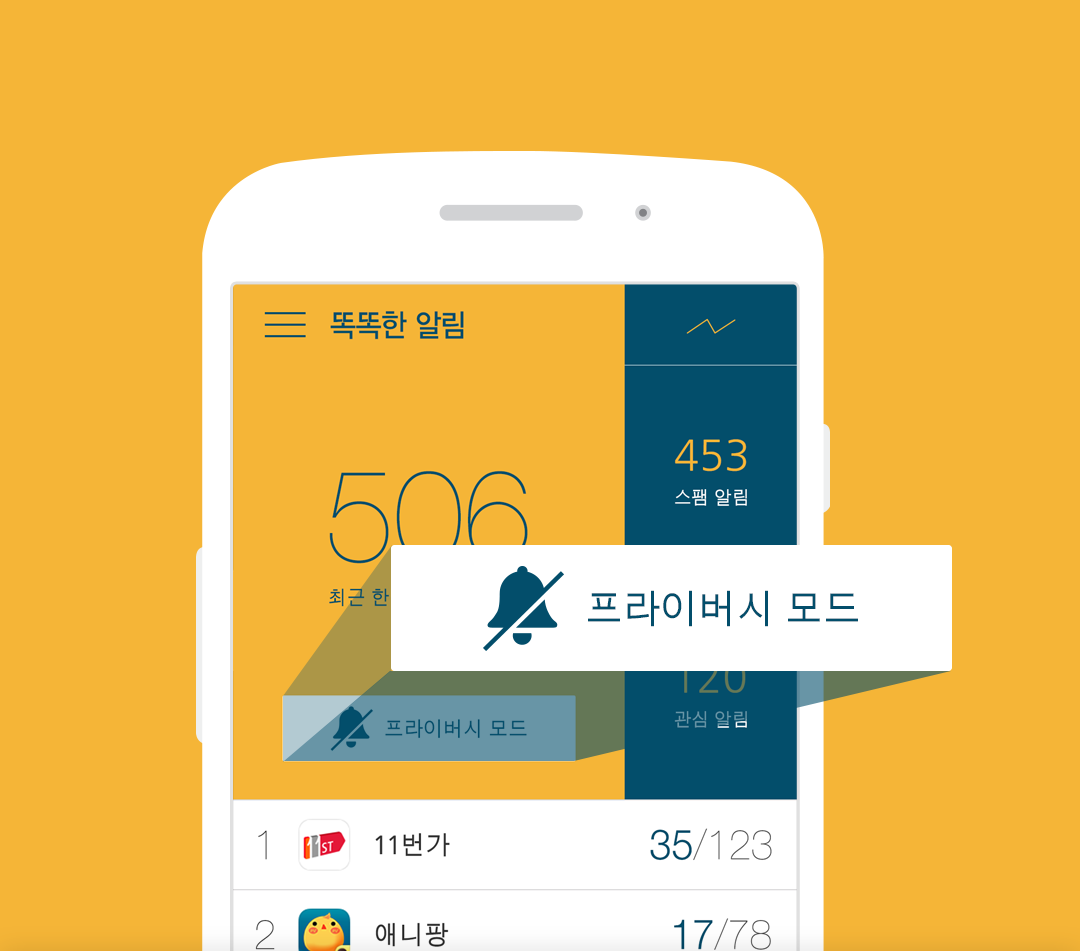 똑똑한 알림
453
스팸 알림
506
최근 한
프라이버시 모드
120
관심 알림
프라이버시 모드
1 11ST 11번가 35/123
2 애니팡 17/78